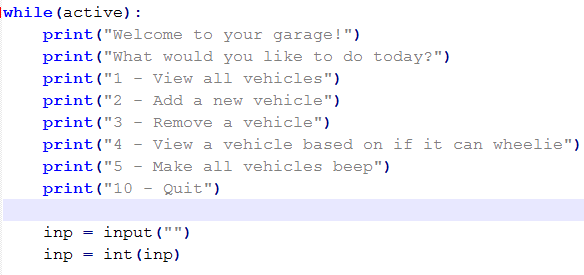 while(active):
print("Welcome to your garage!")
print("What would you like to do today?")
print("1 - View all vehicles")
print("2 - Add a new vehicle")
print("3 - Remove a vehicle")
print("4 - View a vehicle based on if it can wheelie")
print("5 - Make all vehicles beep")
print("10 - Quit")
inp = input("")
inp = int(inp)